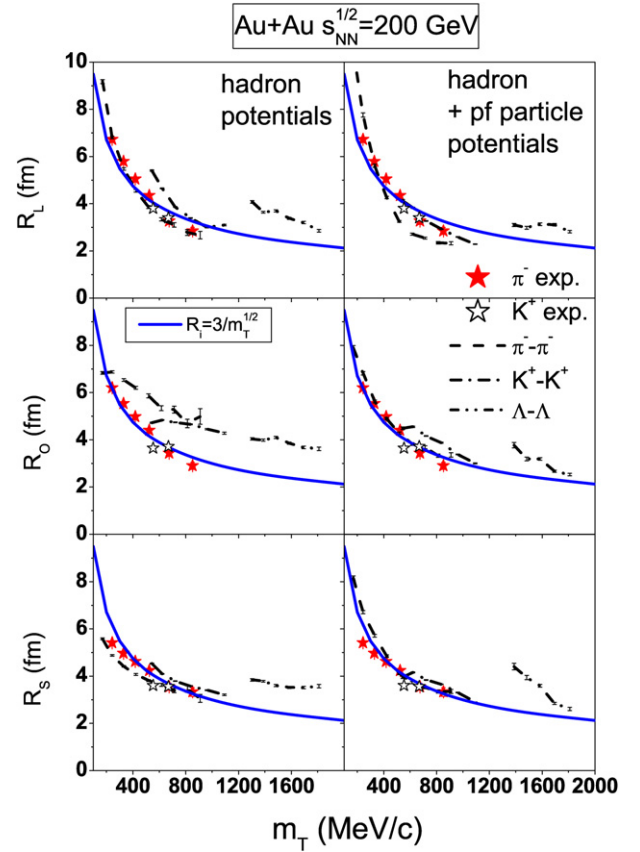 Au+Au s_NN^1/2=200 GeV
hadron
potentials
hadron
+ pf particle
potentials
10
8
6
4
2
0
R_L (fm)
π⁻ exp.
K⁺ exp.
π⁻-π⁻
K⁺-K⁺
Λ-Λ
R_i=3/m_T^1/2
8
6
4
2
0
R_O (fm)
8
6
4
2
0
R_S (fm)
400 800 1200 1600
400 800 1200 1600 2000
m_T (MeV/c)